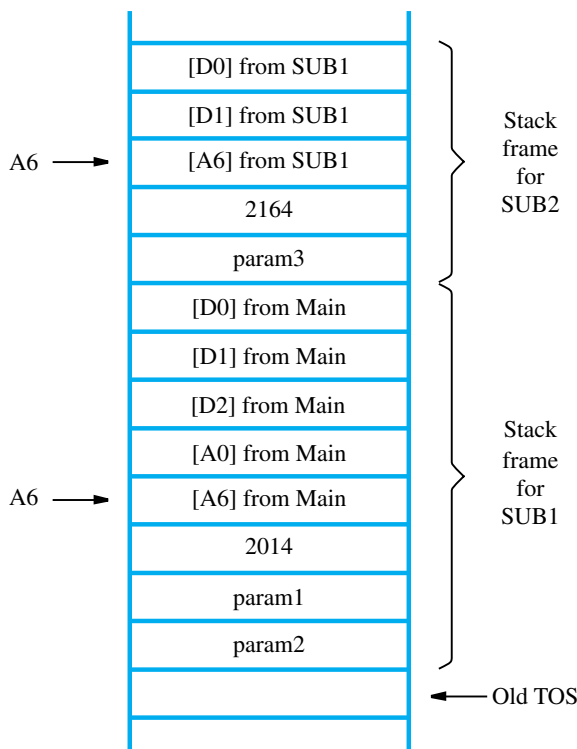 [D0] from SUB1
[D1] from SUB1
A6
[A6] from SUB1
2164
param3
Stack
frame
for
SUB2
[D0] from Main
[D1] from Main
[D2] from Main
[A0] from Main
A6
[A6] from Main
2014
param1
param2
Stack
frame
for
SUB1
Old TOS